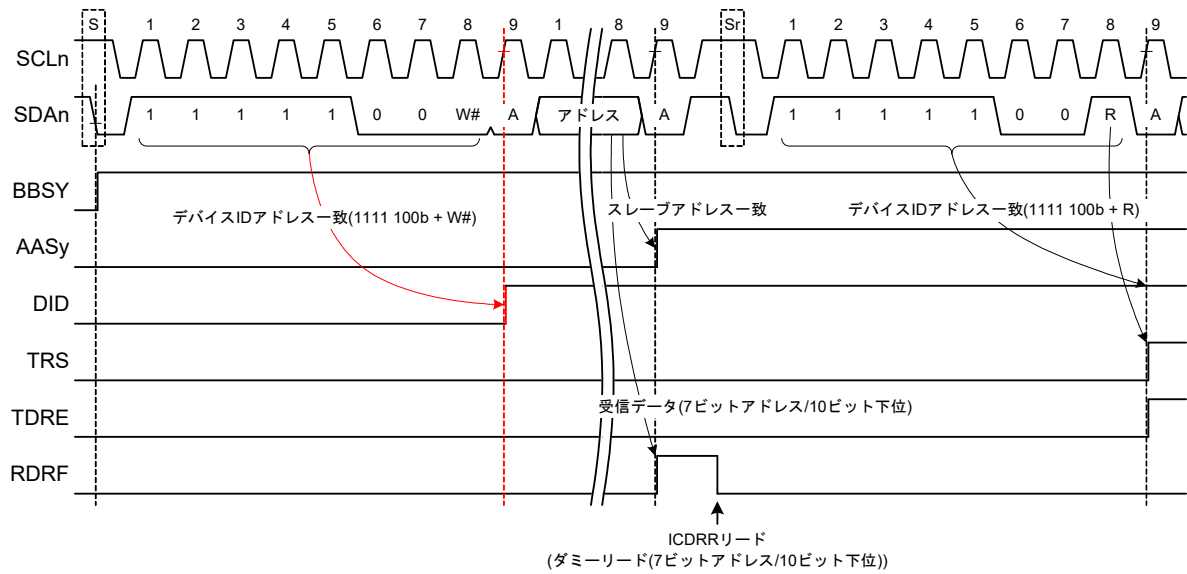 S 1 2 3 4 5 6 7 8 9 1 8 9 Sr 1 2 3 4 5 6 7 8 9
SCLn
SDAn 1 1 1 1 1 0 0 W# A アドレス A 1 1 1 1 1 0 0 R A
BBSY
デバイスIDアドレス一致(1111 100b + W#) スレーブアドレス一致 デバイスIDアドレス一致(1111 100b + R)
AASy
DID
TRS
受信データ(7ビットアドレス/10ビット下位)
TDRE
RDRF
ICDRRリード
(ダミーリード(7ビットアドレス/10ビット下位))